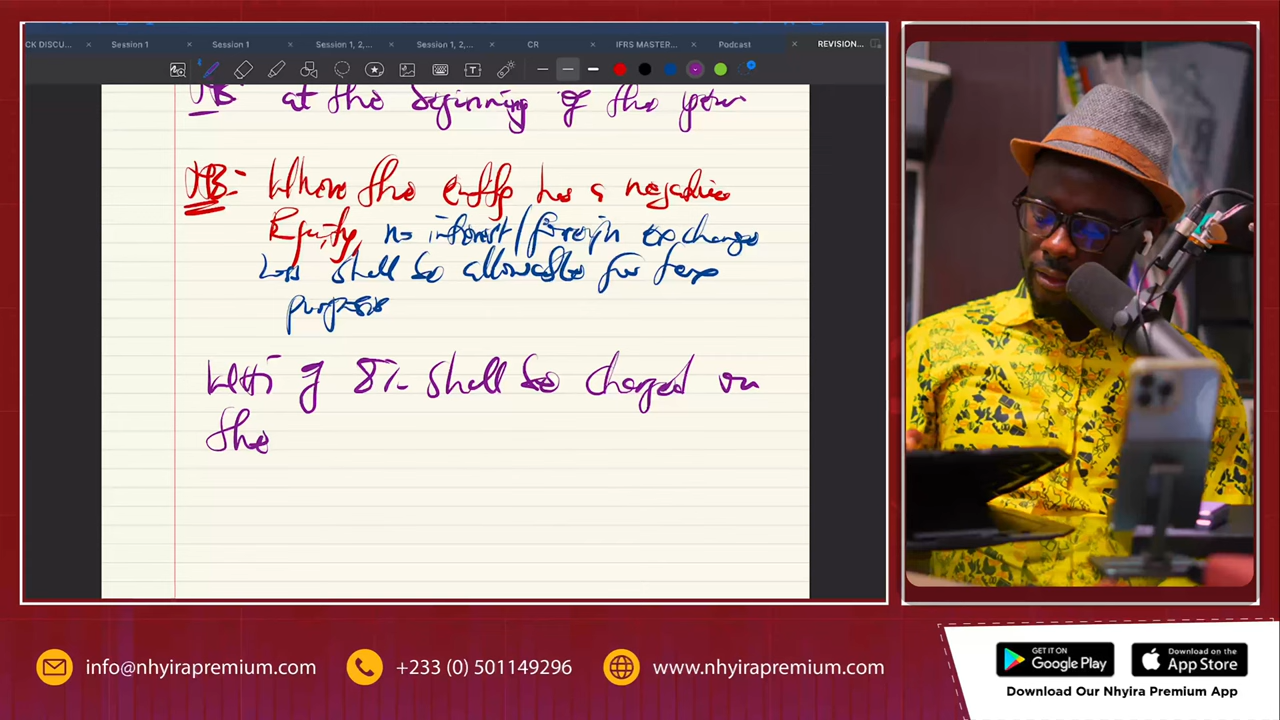 CK DISCU... Session 1 Session 1 Session 1, 2,... Session 1, 2,... CR IFRS MASTER... Podcast REVISION...
NB: at the beginning of the year
NB: Where the entity has a negative
Equity, no interest/foreign exchange
Loss shall be allowable for tax
purposes
WHT of 8% shall be charged on
the
info@nhyirapremium.com +233 (0) 501149296 www.nhyirapremium.com
GET IT ON Google Play
Download on the App Store
Download Our Nhyira Premium App